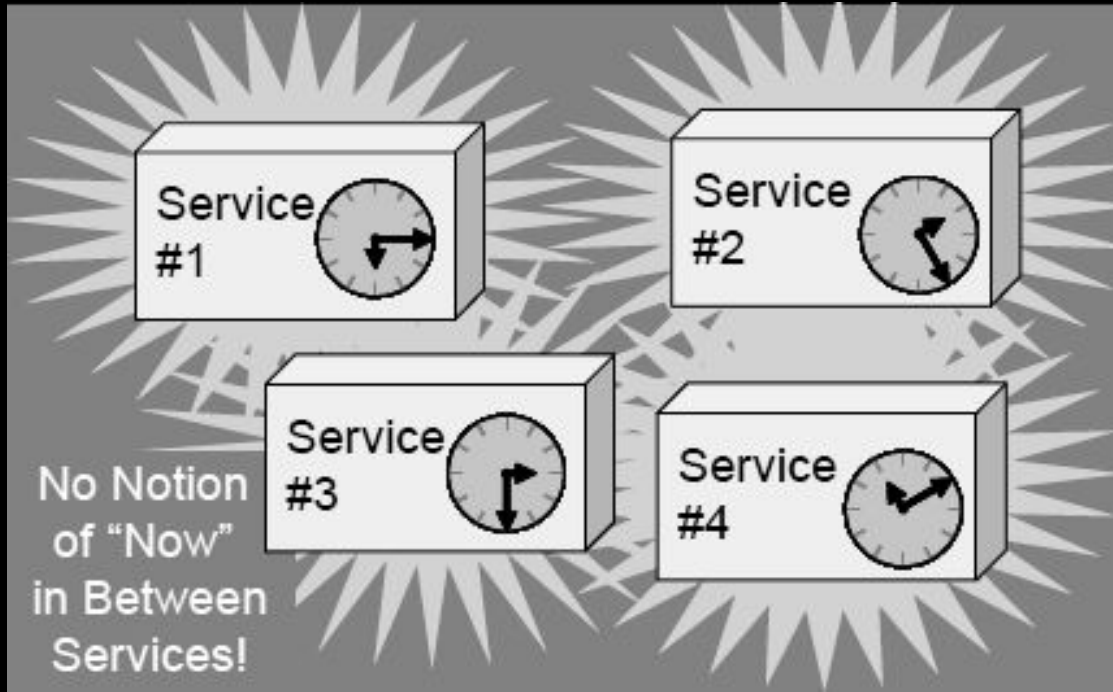 Service
#1
Service
#2
Service
#3
Service
#4
No Notion
of “Now”
in Between
Services!